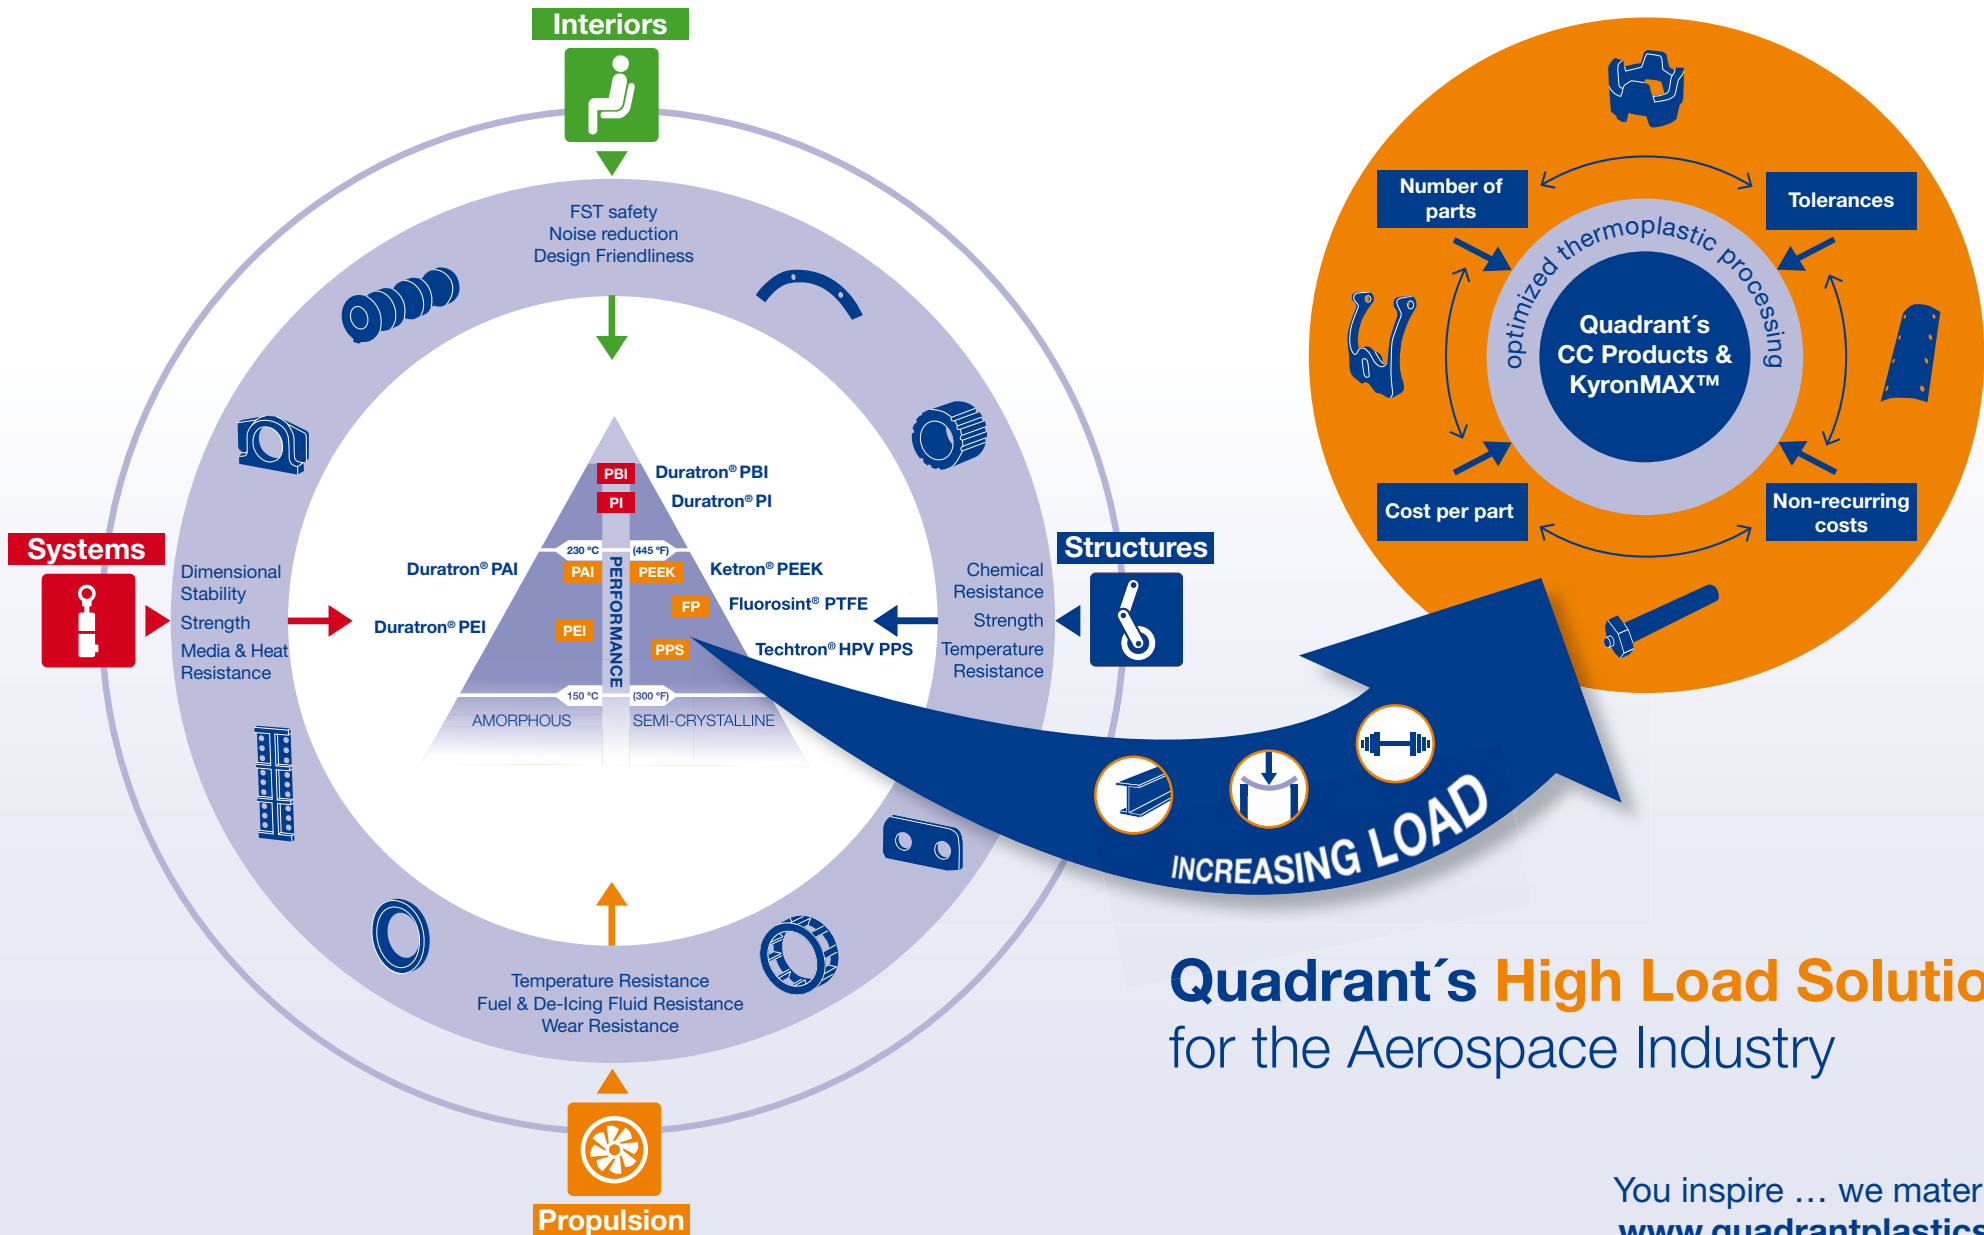 Interiors
FST safety
Noise reduction
Design Friendliness
Systems
Dimensional
Stability
Strength
Media & Heat
Resistance
PBI
Duratron® PBI
PI
Duratron® PI
230 °C
(445 °F)
Duratron® PAI
PAI
PEEK
Ketron® PEEK
FP
Fluorosint® PTFE
Duratron® PEI
PEI
PPS
Techtron® HPV PPS
PERFORMANCE
150 °C
(300 °F)
AMORPHOUS
SEMI-CRYSTALLINE
Structures
Chemical
Resistance
Strength
Temperature
Resistance
Temperature Resistance
Fuel & De-Icing Fluid Resistance
Wear Resistance
Propulsion
Number of
parts
Tolerances
optimized thermoplastic processing
Quadrant´s
CC Products &
KyronMAX™
Cost per part
Non-recurring
costs
INCREASING LOAD
Quadrant´s High Load Solutio
for the Aerospace Industry
You inspire … we mater
www.quadrantplastics